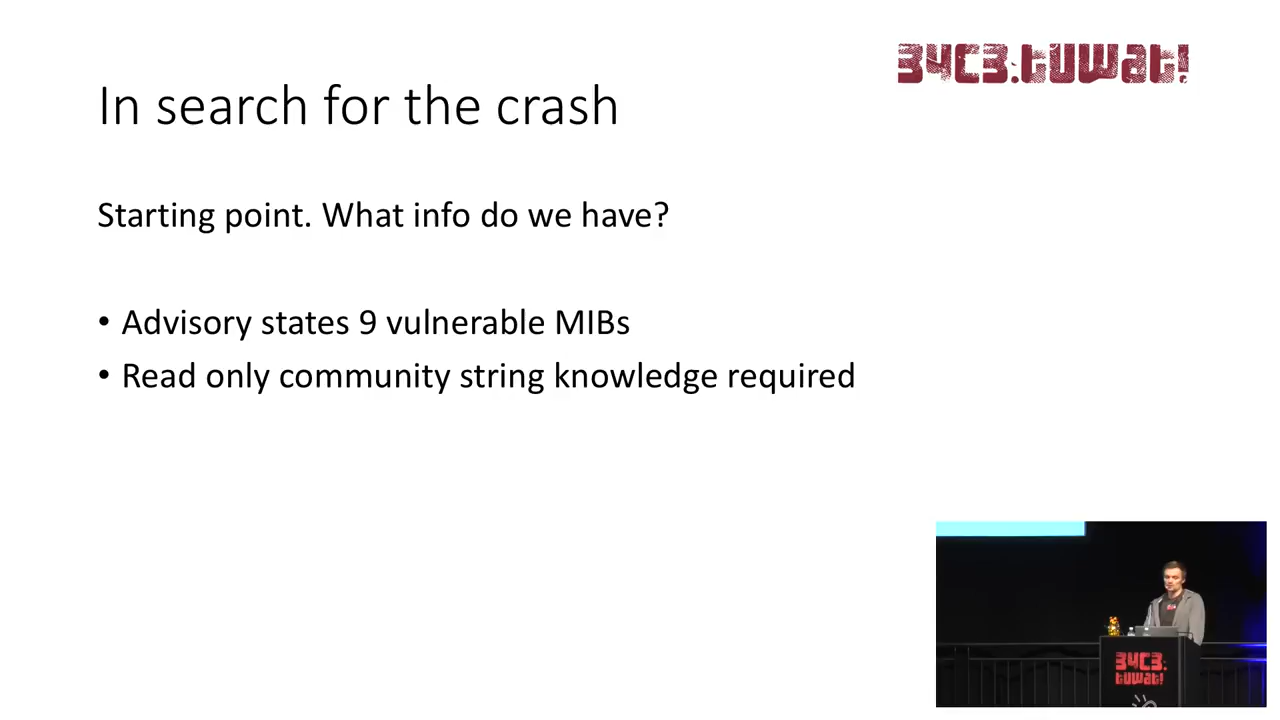 34C3.tuwat!
In search for the crash
Starting point. What info do we have?
• Advisory states 9 vulnerable MIBs
• Read only community string knowledge required
34C3.
tuwat!